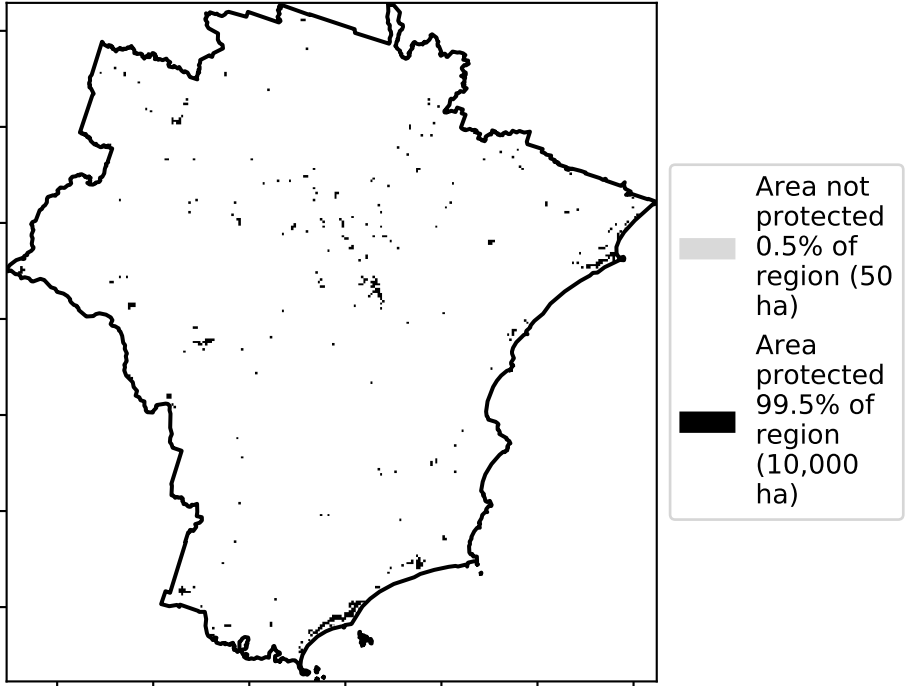 Area not
protected
0.5% of
region (50
ha)
Area
protected
99.5% of
region
(10,000
ha)